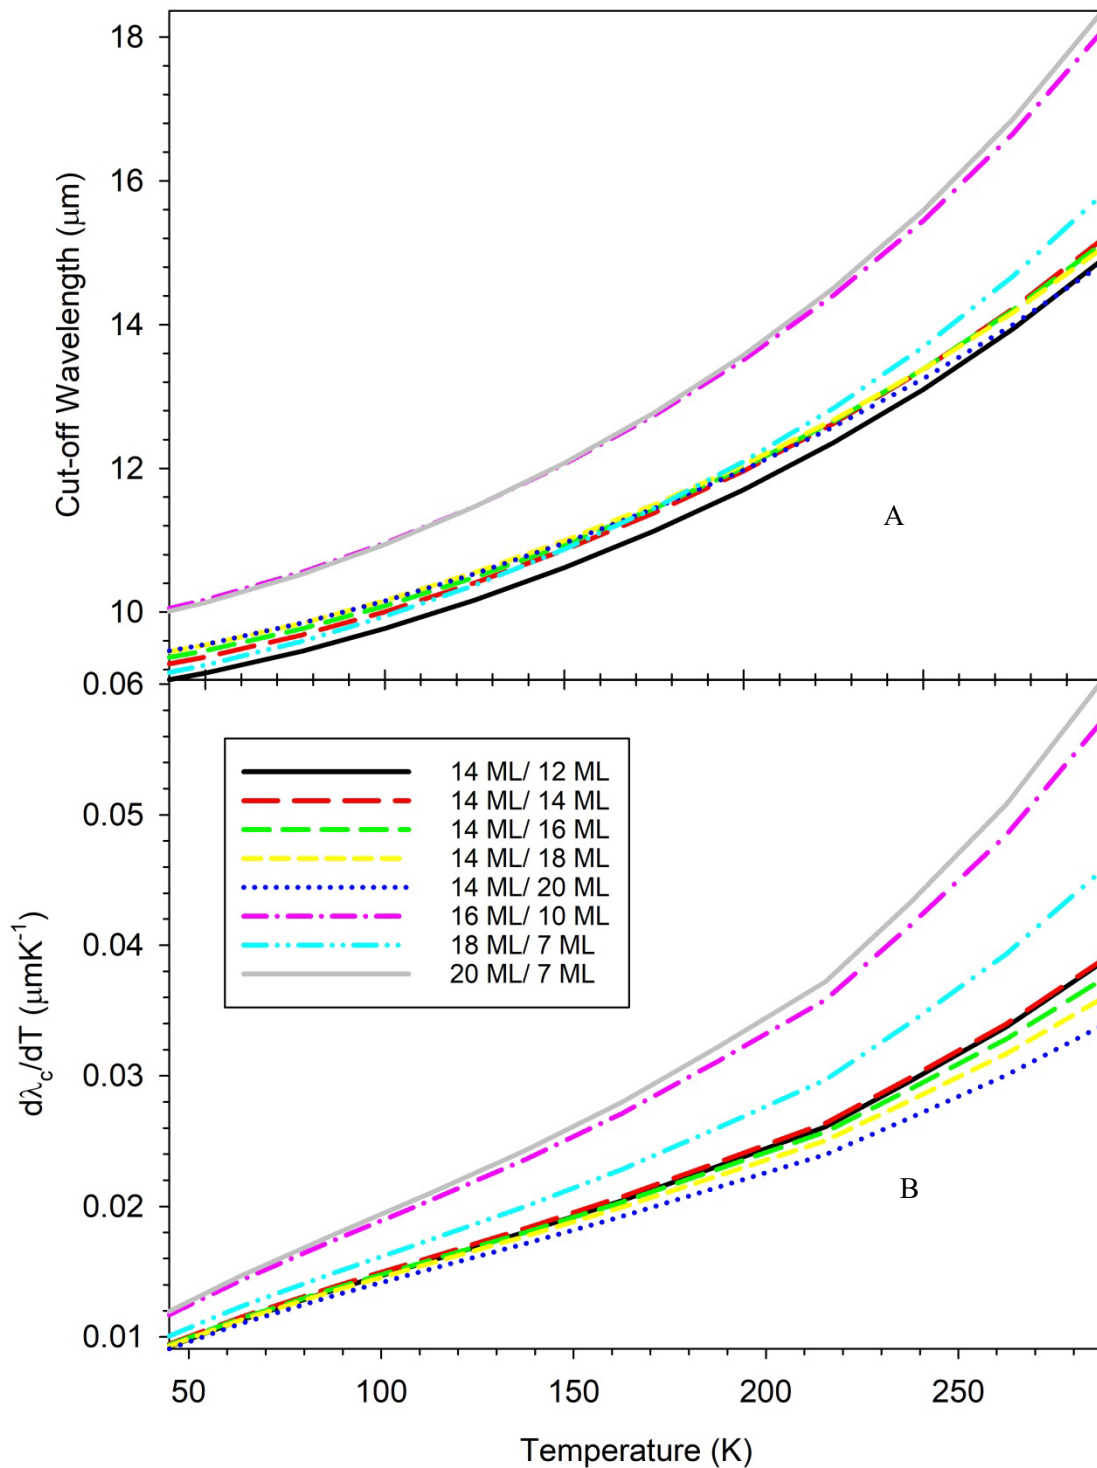 18
16
14
12
10
Cut-off Wavelength (μm)
A
0.06
0.05
0.04
0.03
0.02
0.01
dλc/dT (μmK⁻¹)
14 ML/ 12 ML
14 ML/ 14 ML
14 ML/ 16 ML
14 ML/ 18 ML
14 ML/ 20 ML
16 ML/ 10 ML
18 ML/ 7 ML
20 ML/ 7 ML
B
50 100 150 200 250
Temperature (K)